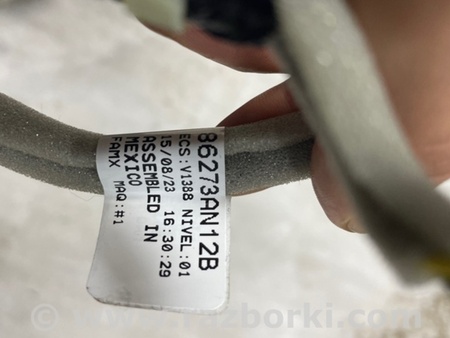 86273AN12B
ECS:V1388 NIVEL:01
15/08/23 16:30:29
ASSEMBLED IN
MEXICO
FAMX MAQ:#1